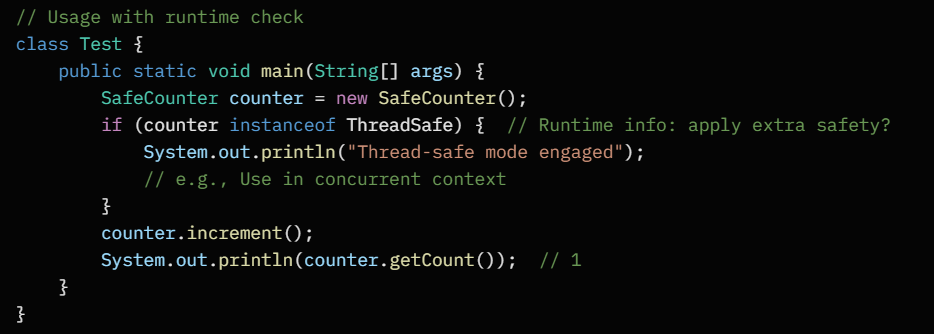 // Usage with runtime check
class Test {
    public static void main(String[] args) {
        SafeCounter counter = new SafeCounter();
        if (counter instanceof ThreadSafe) {  // Runtime info: apply extra safety?
            System.out.println("Thread-safe mode engaged");
            // e.g., Use in concurrent context
        }
        counter.increment();
        System.out.println(counter.getCount());  // 1
    }
}